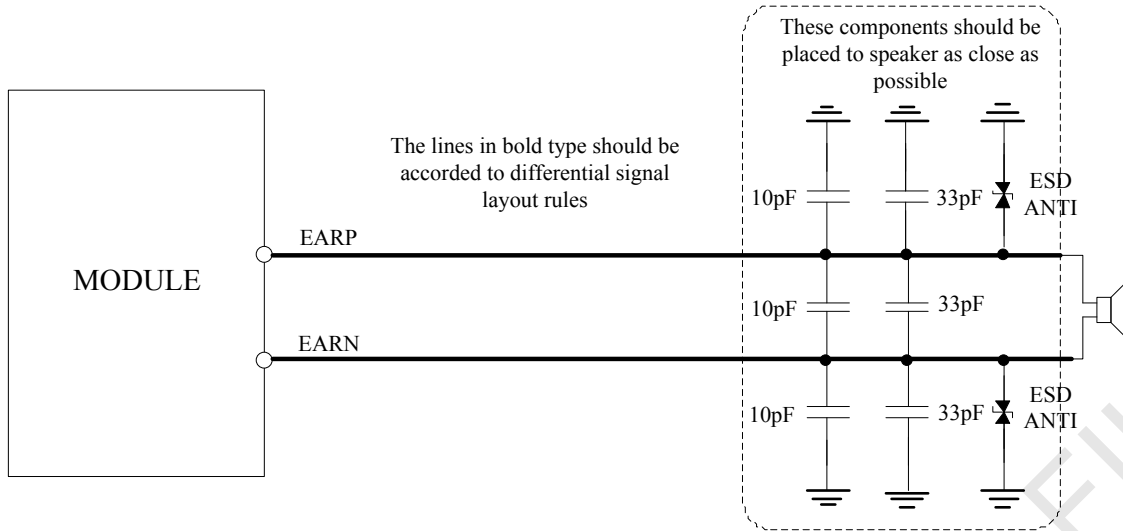 These components should be
placed to speaker as close as
possible
The lines in bold type should be
accorded to differential signal
layout rules
10pF
33pF
ESD
ANTI
EARP
MODULE
10pF
33pF
EARN
10pF
33pF
ESD
ANTI